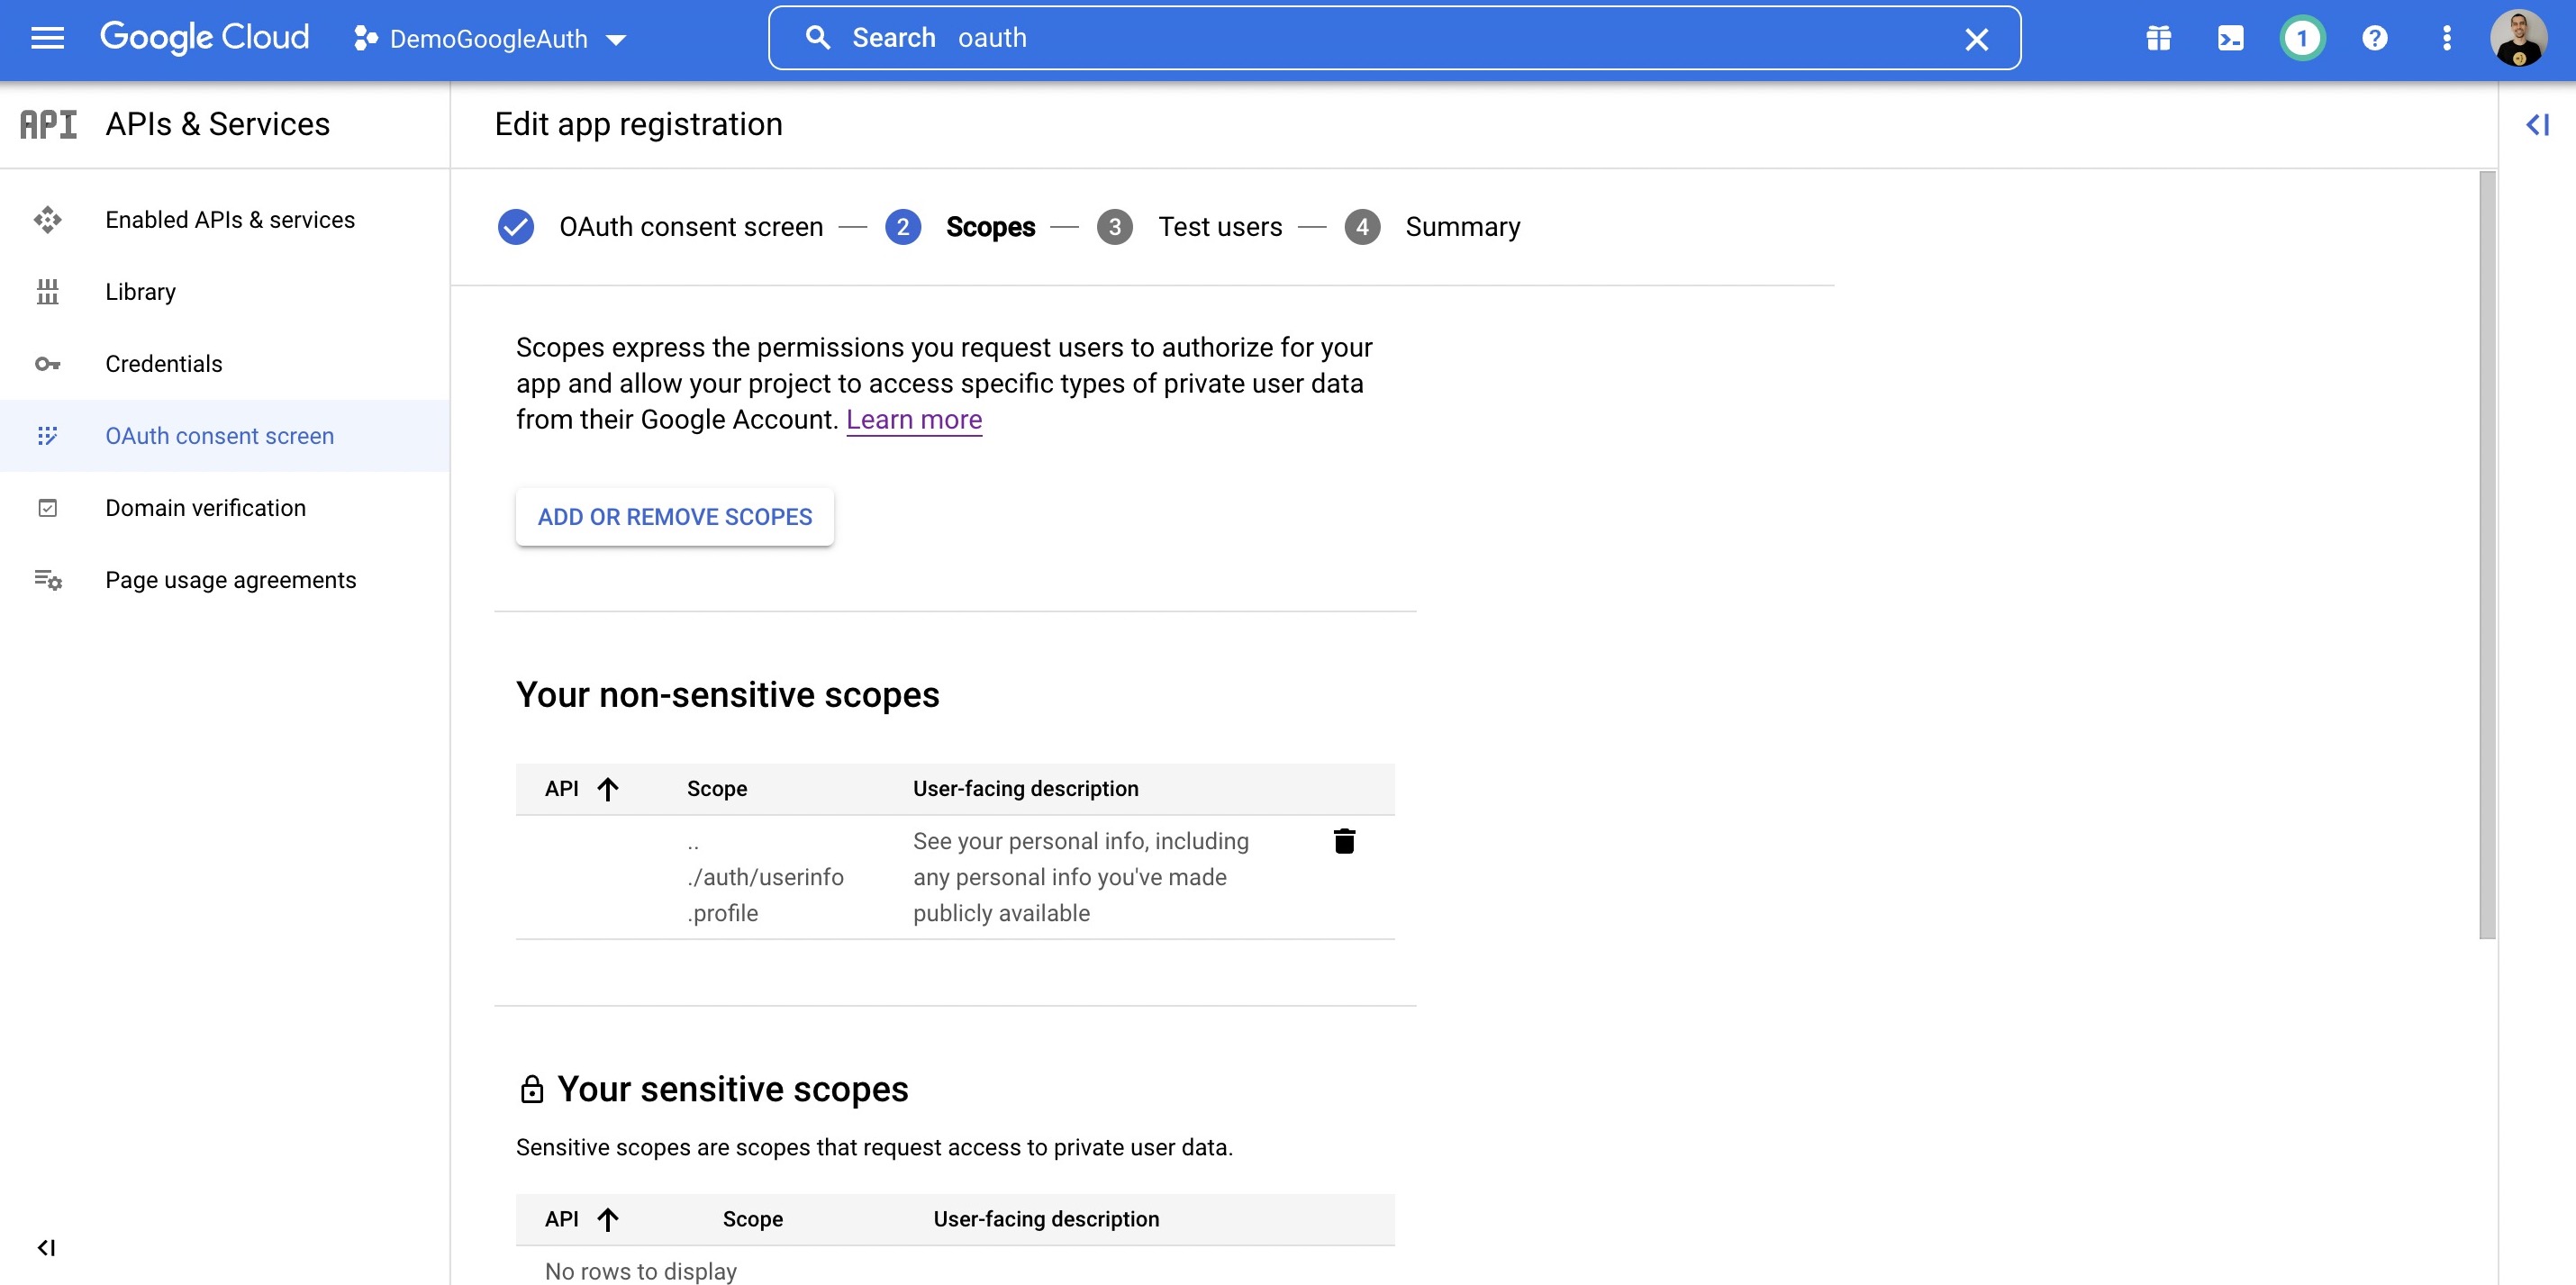 Google Cloud
DemoGoogleAuth
Search oauth
1
?
API
APIs & Services
Edit app registration
Enabled APIs & services
Library
Credentials
OAuth consent screen
Domain verification
Page usage agreements
OAuth consent screen — 2 Scopes — 3 Test users — 4 Summary
Scopes express the permissions you request users to authorize for your
app and allow your project to access specific types of private user data
from their Google Account. Learn more
ADD OR REMOVE SCOPES
Your non-sensitive scopes
API Scope User-facing description
.. See your personal info, including
./auth/userinfo any personal info you've made
.profile publicly available
Your sensitive scopes
Sensitive scopes are scopes that request access to private user data.
API Scope User-facing description
No rows to display